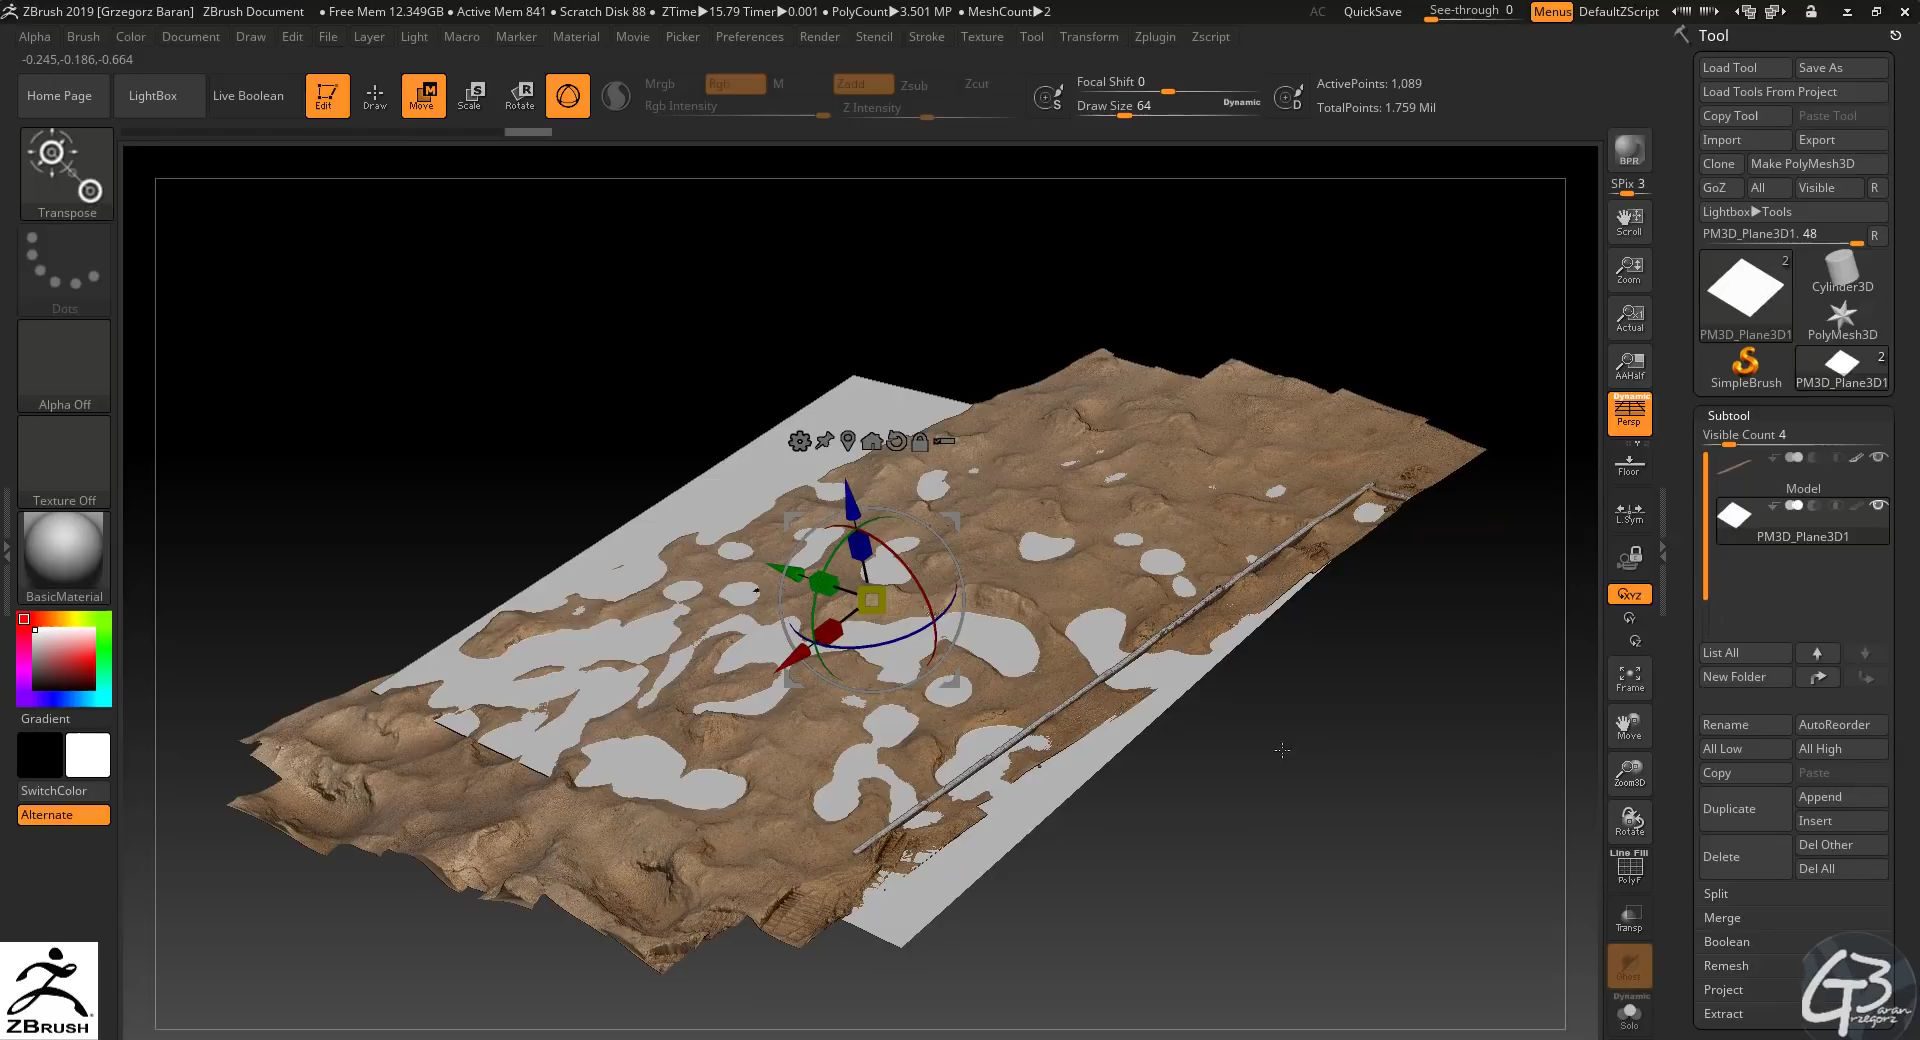 ZBrush 2019 [Grzegorz Baran] ZBrush Document • Free Mem 12.349GB • Active Mem 841 • Scratch Disk 88 • ZTime▶15.79 Timer▶0.001 • PolyCount▶3.501 MP • MeshCount▶2 AC QuickSave See-through 0 Menus DefaultZScript
Alpha Brush Color Document Draw Edit File Layer Light Macro Marker Material Movie Picker Preferences Render Stencil Stroke Texture Tool Transform Zplugin Zscript
-0.245,-0.186,-0.664
Home Page LightBox Live Boolean Edit Draw Move Scale Rotate
Mrgb Rgb M Zadd Zsub Zcut
Rgb Intensity Z Intensity
Focal Shift 0
Draw Size 64 Dynamic
S
D
ActivePoints: 1,089
TotalPoints: 1.759 Mil
Transpose
Dots
Alpha Off
Texture Off
BasicMaterial
Gradient
SwitchColor
Alternate
ZBRUSH
BPR
SPix 3
Scroll
Zoom
Actual
AAHalf
Dynamic
Persp
Floor
L.Sym
XYZ
Frame
Move
Zoom3D
Rotate
Line Fill
PolyF
Transp
Ghost
Dynamic
Solo
Tool
Load Tool Save As
Load Tools From Project
Copy Tool Paste Tool
Import Export
Clone Make PolyMesh3D
GoZ All Visible R
Lightbox▶Tools
PM3D_Plane3D1. 48 R
2
Cylinder3D
PM3D_Plane3D1 PolyMesh3D
2
SimpleBrush PM3D_Plane3D1
Subtool
Visible Count 4
Model
PM3D_Plane3D1
List All
New Folder
Rename AutoReorder
All Low All High
Copy Paste
Duplicate Append
Insert
Delete Del Other
Del All
Split
Merge
Boolean
Remesh
Project
Extract